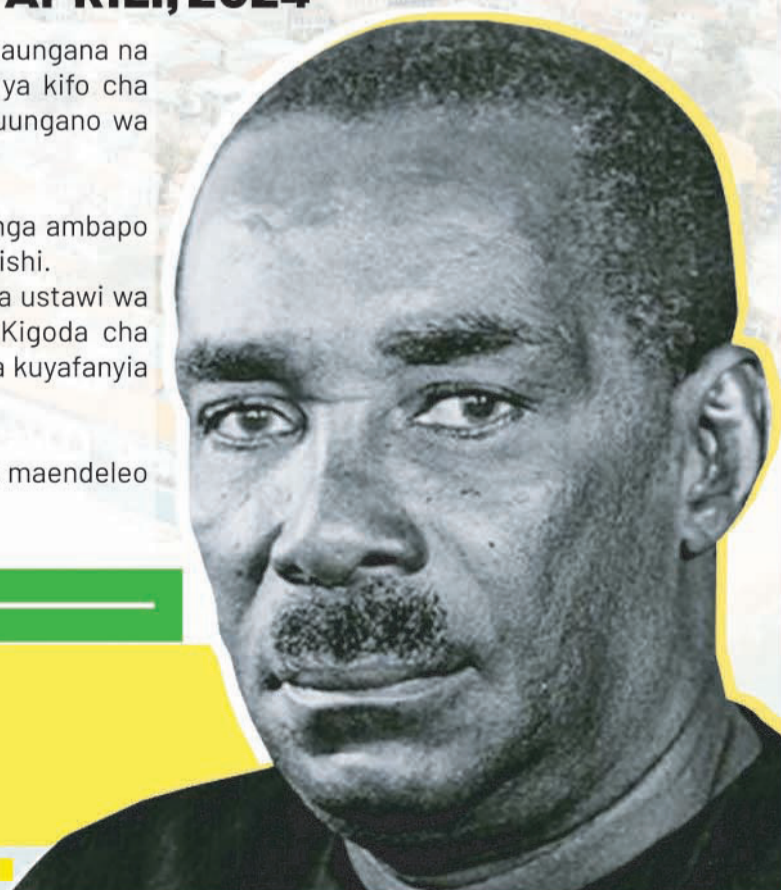 APRILI, 2024
aungana na
ya kifo cha
uungano wa
nga ambapo
ishi.
a ustawi wa
Kigoda cha
a kuyafanyia
maendeleo